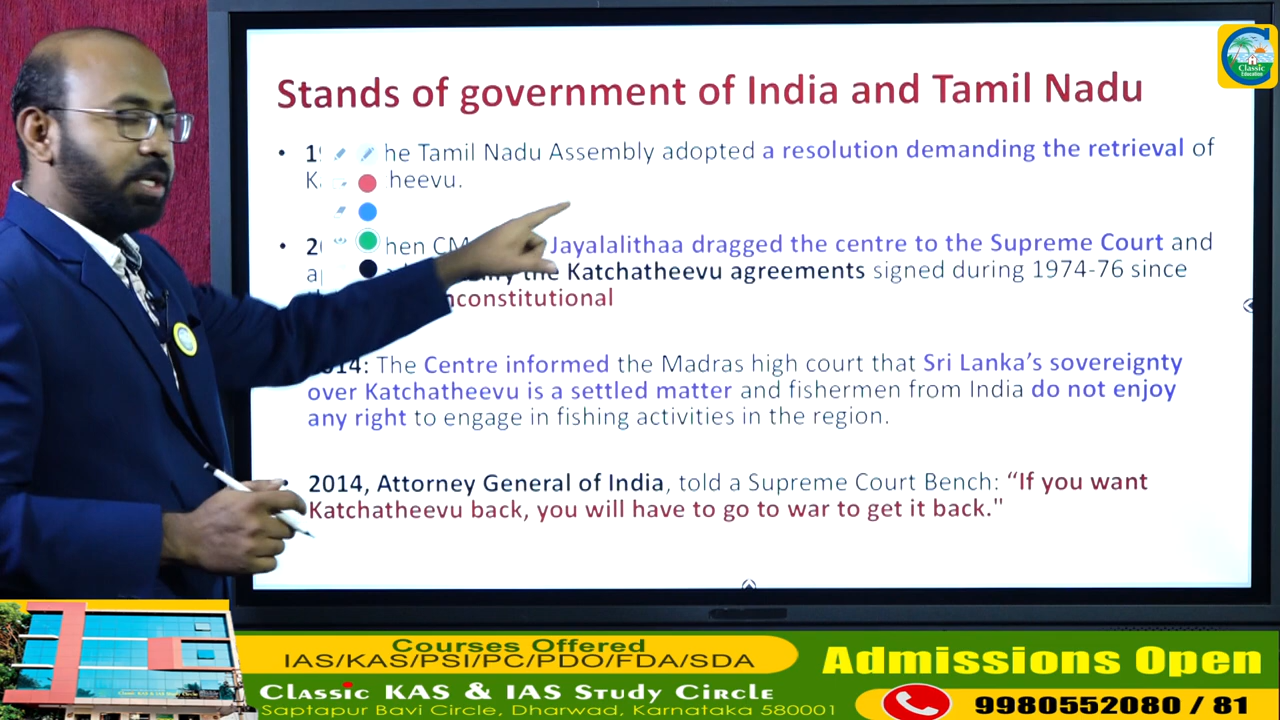 Stands of government of India and Tamil Nadu
he Tamil Nadu Assembly adopted a resolution demanding the retrieval of
heevu.
hen CM Jayalalithaa dragged the centre to the Supreme Court and
the Katchatheevu agreements signed during 1974-76 since
nconstitutional
14: The Centre informed the Madras high court that Sri Lanka’s sovereignty
over Katchatheevu is a settled matter and fishermen from India do not enjoy
any right to engage in fishing activities in the region.
2014, Attorney General of India, told a Supreme Court Bench: “If you want
Katchatheevu back, you will have to go to war to get it back."
Classic
Education
Courses Offered
IAS/KAS/PSI/PC/PDO/FDA/SDA
Classic KAS & IAS Study Circle
Saptapur Bavi Circle, Dharwad, Karnataka 580001
Admissions Open
9980552080 / 81